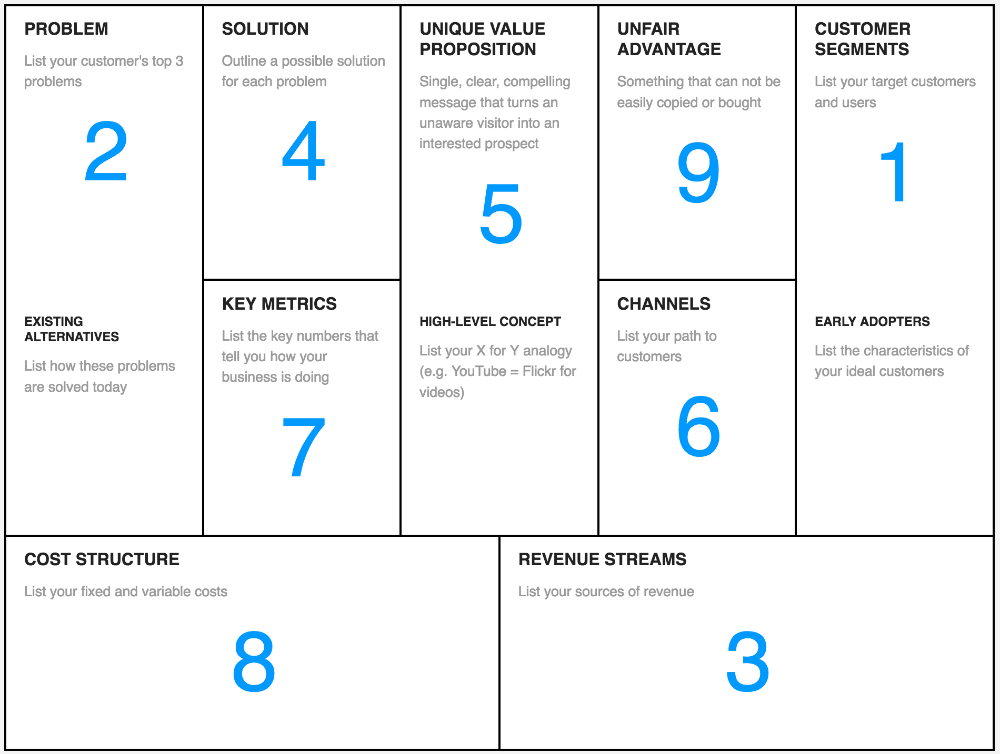 PROBLEM
List your customer's top 3
problems
2
EXISTING
ALTERNATIVES
List how these problems
are solved today
SOLUTION
Outline a possible solution
for each problem
4
KEY METRICS
List the key numbers that
tell you how your
business is doing
7
UNIQUE VALUE
PROPOSITION
Single, clear, compelling
message that turns an
unaware visitor into an
interested prospect
5
HIGH-LEVEL CONCEPT
List your X for Y analogy
(e.g. YouTube = Flickr for
videos)
UNFAIR
ADVANTAGE
Something that can not be
easily copied or bought
9
CHANNELS
List your path to
customers
6
CUSTOMER
SEGMENTS
List your target customers
and users
1
EARLY ADOPTERS
List the characteristics of
your ideal customers
COST STRUCTURE
List your fixed and variable costs
8
REVENUE STREAMS
List your sources of revenue
3